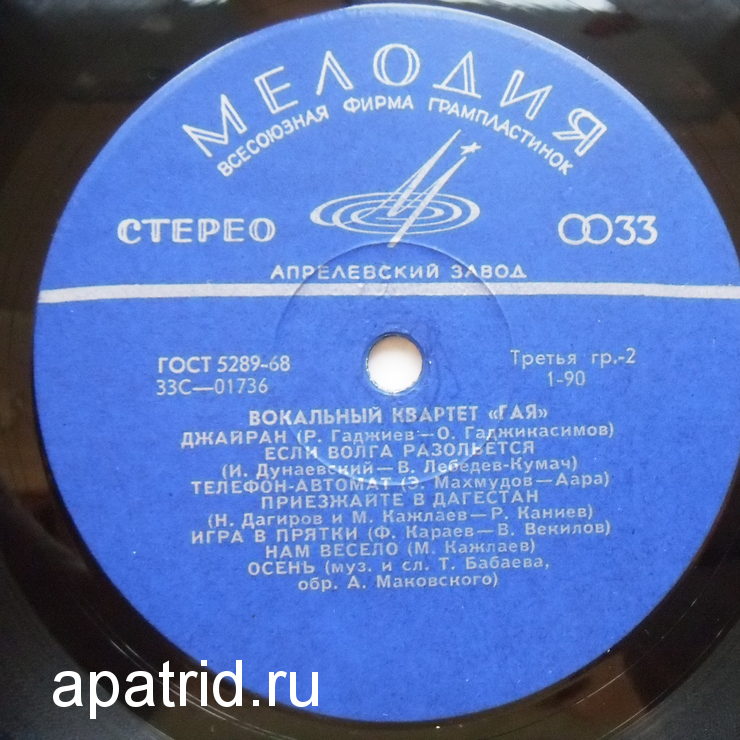 МЕЛОДИЯ
ВСЕСОЮЗНАЯ ФИРМА ГРАМПЛАСТИНОК
СТЕРЕО
33
АПРЕЛЕВСКИЙ ЗАВОД
ГОСТ 5289-68
Третья гр.-2
33С—01736
1-90
ВОКАЛЬНЫЙ КВАРТЕТ «ГАЯ»
ДЖАЙРАН (Р. Гаджиев—О. Гаджикасимов)
ЕСЛИ ВОЛГА РАЗОЛЬЕТСЯ
(И. Дунаевский—В. Лебедев-Кумач)
ТЕЛЕФОН-АВТОМАТ (Э. Махмудов—Аара)
ПРИЕЗЖАЙТЕ В ДАГЕСТАН
(Н. Дагиров и М. Кажлаев—Р. Каниев)
ИГРА В ПРЯТКИ (Ф. Караев—В. Векилов)
НАМ ВЕСЕЛО (М. Кажлаев)
ОСЕНЬ (муз. и сл. Т. Бабаева,
обр. А. Маковского)
apatrid.ru